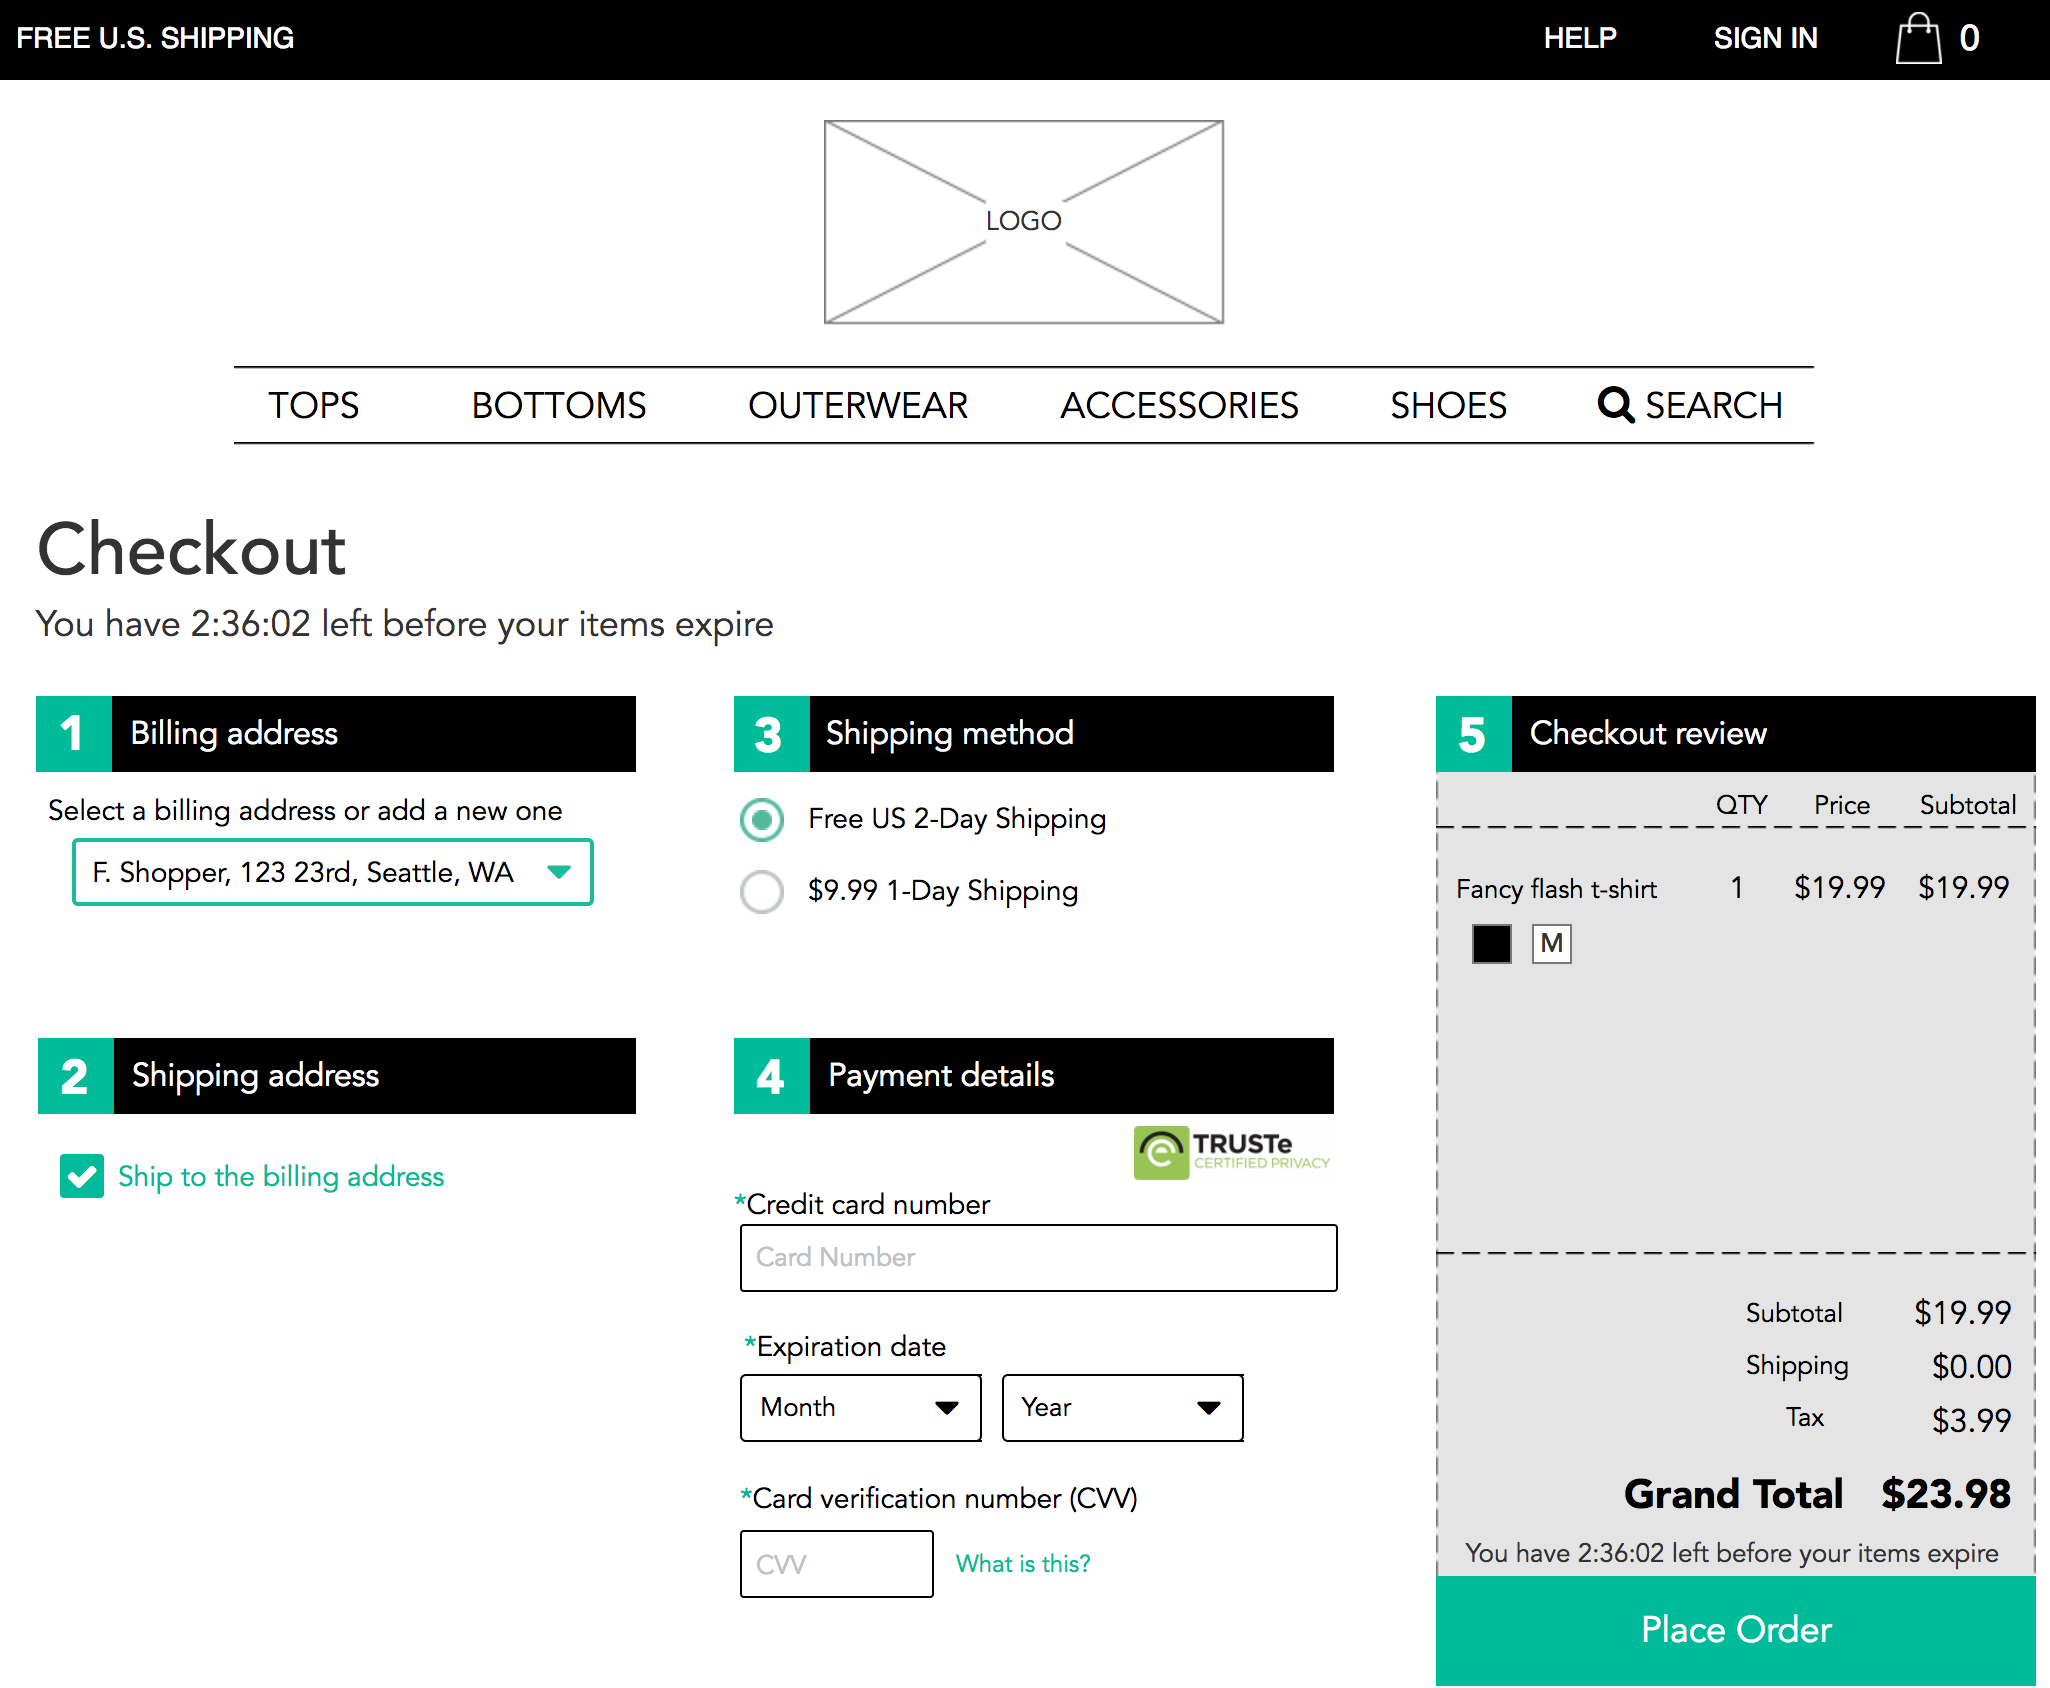 FREE U.S. SHIPPING
HELP
SIGN IN
0
LOGO
TOPS
BOTTOMS
OUTERWEAR
ACCESSORIES
SHOES
SEARCH
Checkout
You have 2:36:02 left before your items expire
1 Billing address
Select a billing address or add a new one
F. Shopper, 123 23rd, Seattle, WA
2 Shipping address
Ship to the billing address
3 Shipping method
Free US 2-Day Shipping
$9.99 1-Day Shipping
4 Payment details
TRUSTe
CERTIFIED PRIVACY
*Credit card number
Card Number
*Expiration date
Month Year
*Card verification number (CVV)
CVV What is this?
5 Checkout review
QTY Price Subtotal
Fancy flash t-shirt 1 $19.99 $19.99
M
Subtotal $19.99
Shipping $0.00
Tax $3.99
Grand Total $23.98
You have 2:36:02 left before your items expire
Place Order